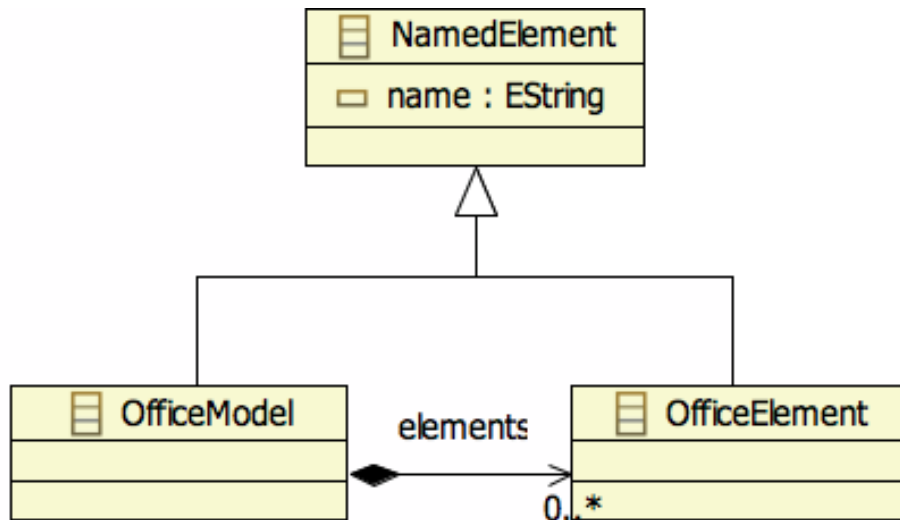 NamedElement
name : EString
OfficeModel
elements
OfficeElement
0..*